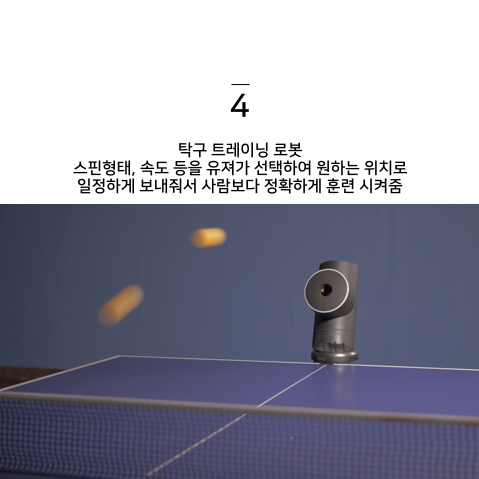 4
탁구 트레이닝 로봇
스핀형태, 속도 등을 유져가 선택하여 원하는 위치로
일정하게 보내줘서 사람보다 정확하게 훈련 시켜줌